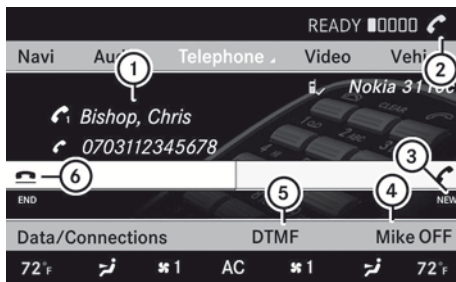 READY
Navi Telephone Video
2
1
Nokia
Bishop, Chris
0703112345678
3
6 5 4
END NEW
Data/Connections DTMF Mike OFF
72°F 1 AC 1 72°F